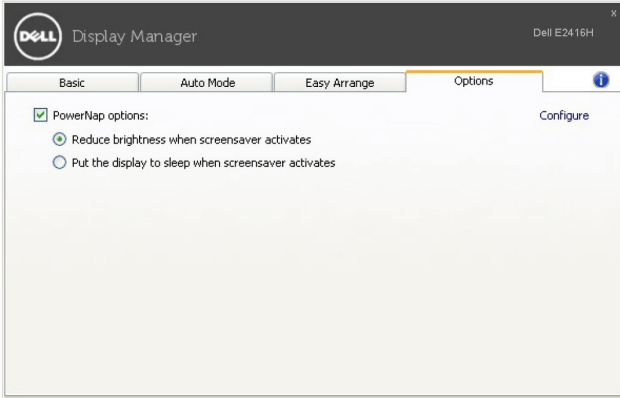 DELL Display Manager
x
Dell E2416H
Basic Auto Mode Easy Arrange Options i
PowerNap options: Configure
Reduce brightness when screensaver activates
Put the display to sleep when screensaver activates